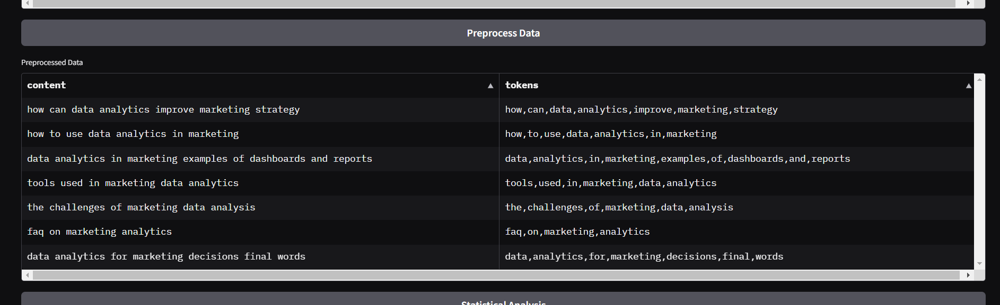 Preprocess Data
Preprocessed Data
content tokens
how can data analytics improve marketing strategy how,can,data,analytics,improve,marketing,strategy
how to use data analytics in marketing how,to,use,data,analytics,in,marketing
data analytics in marketing examples of dashboards and reports data,analytics,in,marketing,examples,of,dashboards,and,reports
tools used in marketing data analytics tools,used,in,marketing,data,analytics
the challenges of marketing data analysis the,challenges,of,marketing,data,analysis
faq on marketing analytics faq,on,marketing,analytics
data analytics for marketing decisions final words data,analytics,for,marketing,decisions,final,words
Statistical Analysis